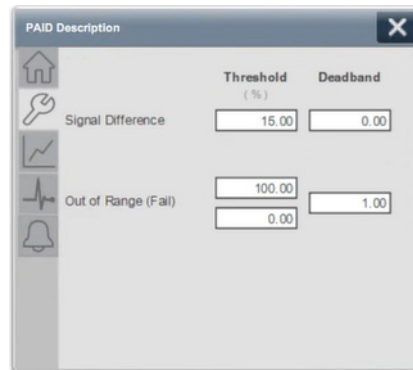 PAID Description
Threshold Deadband
(%)
Signal Difference 15.00 0.00
100.00
Out of Range (Fail) 1.00
0.00